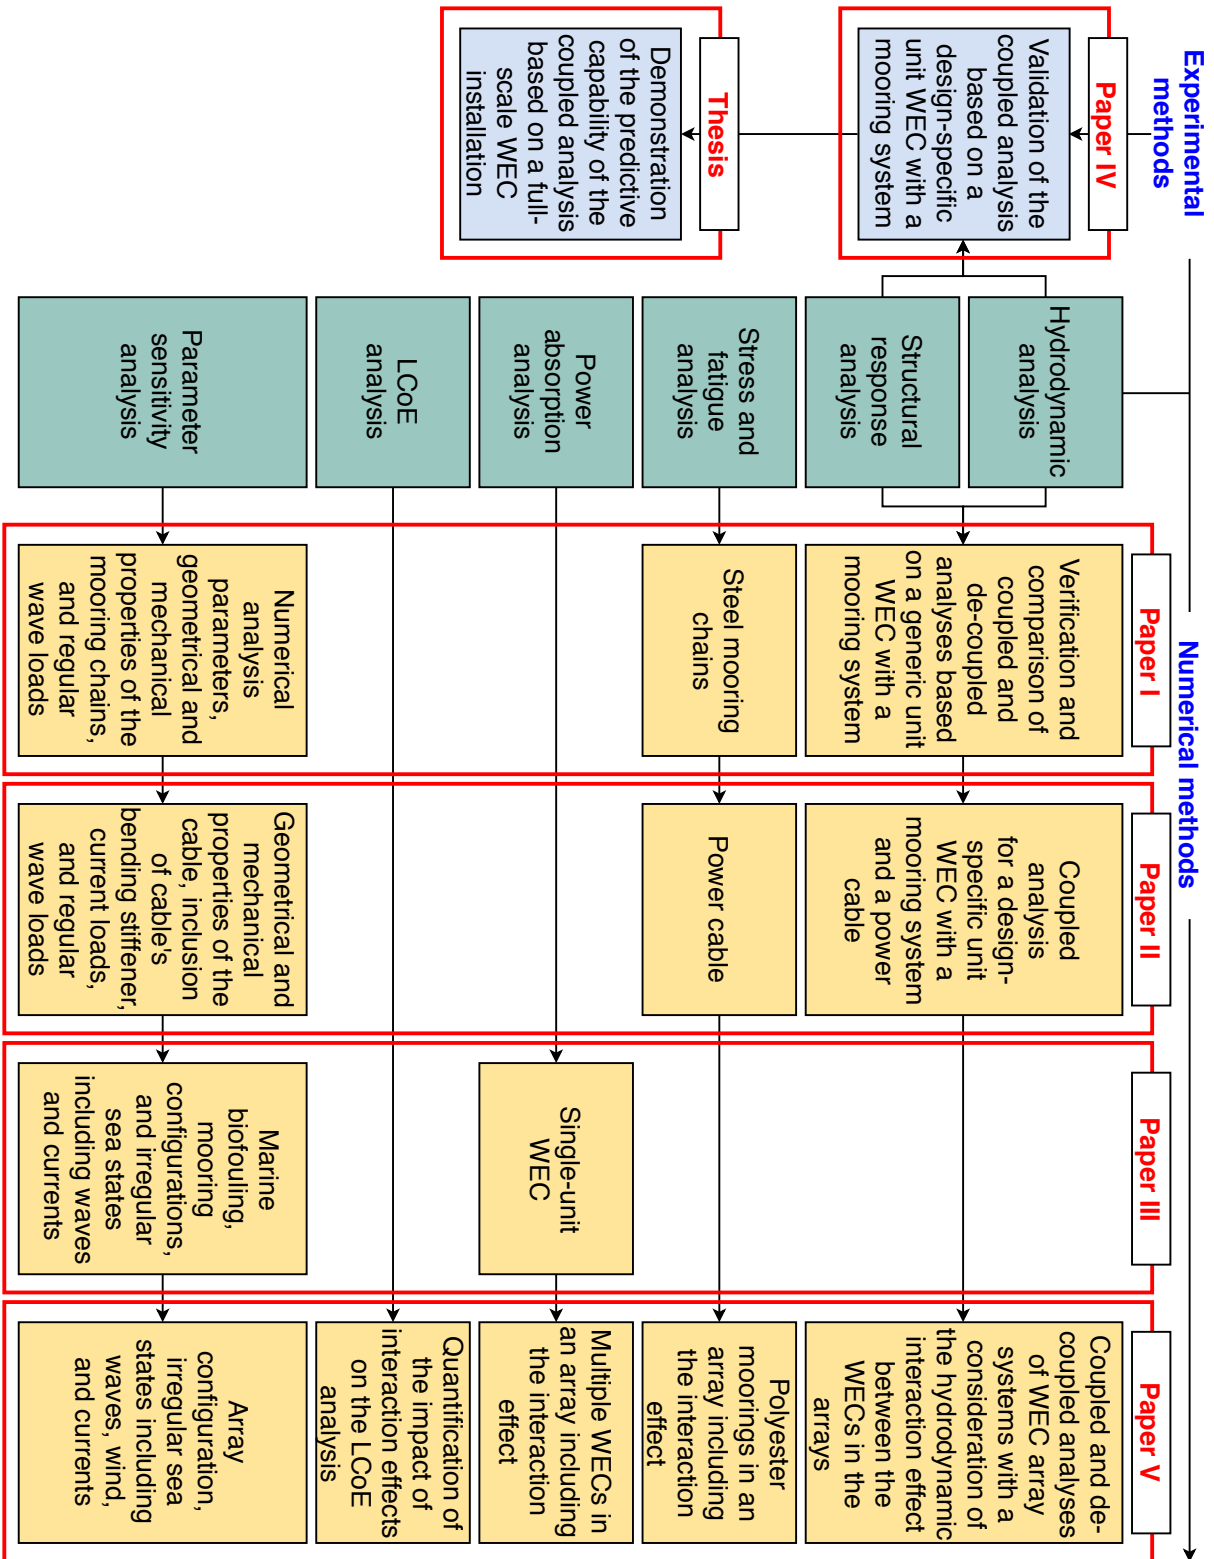 Experimental
methods
Numerical methods
Paper IV
Validation of the
coupled analysis
based on a
design-specific
unit WEC with a
mooring system
Thesis
Demonstration
of the predictive
capability of the
coupled analysis
based on a full-
scale WEC
installation
Hydrodynamic
analysis
Structural
response
analysis
Stress and
fatigue
analysis
Power
absorption
analysis
LCoE
analysis
Parameter
sensitivity
analysis
Paper I
Verification and
comparison of
coupled and
de-coupled
analyses based
on a generic unit
WEC with a
mooring system
Steel mooring
chains
Numerical
analysis
parameters,
geometrical and
mechanical
properties of the
mooring chains,
and regular
wave loads
Paper II
Coupled
analysis
for a design-
specific unit
WEC with a
mooring system
and a power
cable
Power cable
Geometrical and
mechanical
properties of the
cable, inclusion
of cable's
bending stiffener,
current loads,
and regular
wave loads
Paper III
Single-unit
WEC
Marine
biofouling,
mooring
configurations,
and irregular
sea states
including waves
and currents
Paper V
Coupled and de-
coupled analyses
of WEC array
systems with a
consideration of
the hydrodynamic
interaction effect
between the
WECs in the
arrays
Polyester
moorings in an
array including
the interaction
effect
Multiple WECs in
an array including
the interaction
effect
Quantification of
the impact of
interaction effects
on the LCoE
analysis
Array
configuration,
irregular sea
states including
waves, wind,
and currents